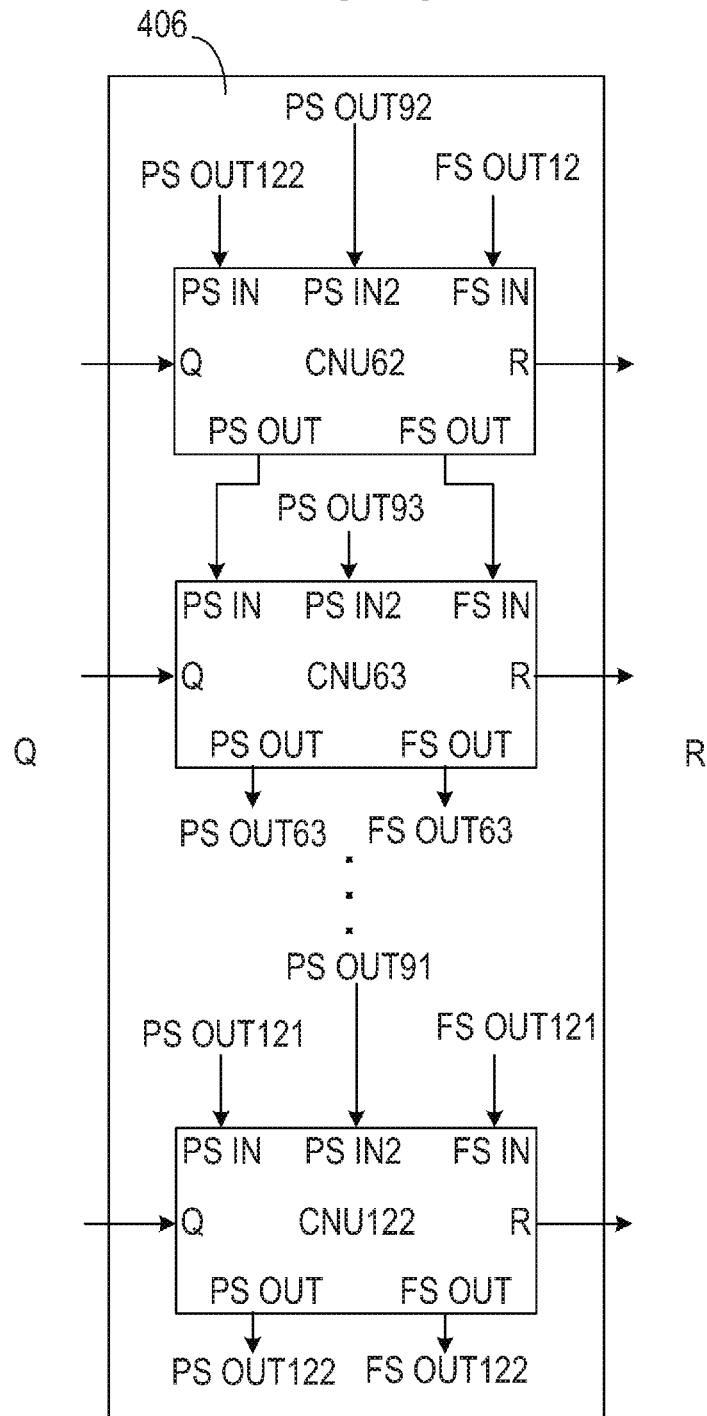 406
PS OUT92
PS OUT122 FS OUT12
PS IN PS IN2 FS IN
Q CNU62 R
PS OUT FS OUT
PS OUT93
PS IN PS IN2 FS IN
Q CNU63 R
PS OUT FS OUT
Q R
PS OUT63 FS OUT63
PS OUT91
PS OUT121 FS OUT121
PS IN PS IN2 FS IN
Q CNU122 R
PS OUT FS OUT
PS OUT122 FS OUT122